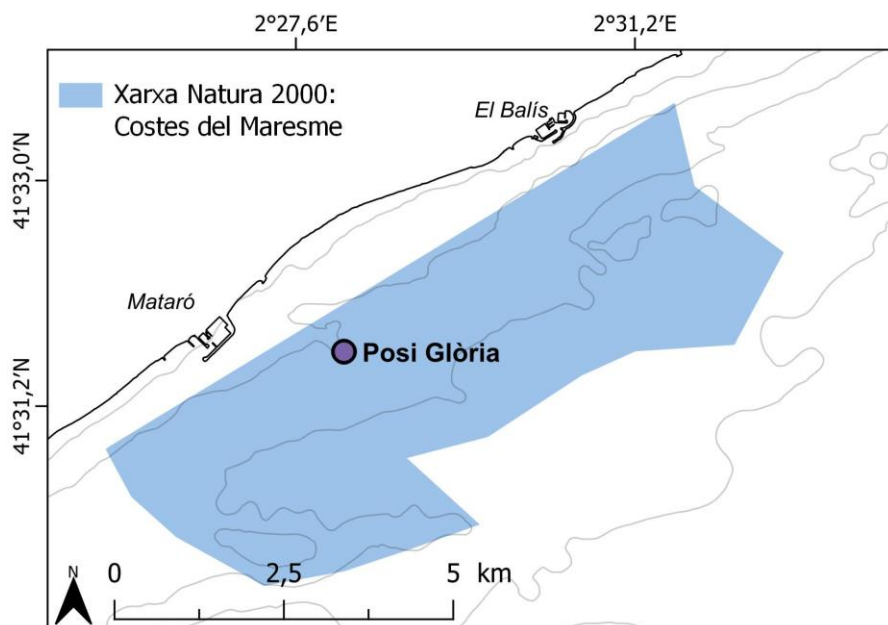 2°27,6′E
2°31,2′E
Xarxa Natura 2000:
Costes del Maresme
El Balís
41°33,0′N
Mataró
Posi Glòria
41°31,2′N
N
0
2,5
5
km